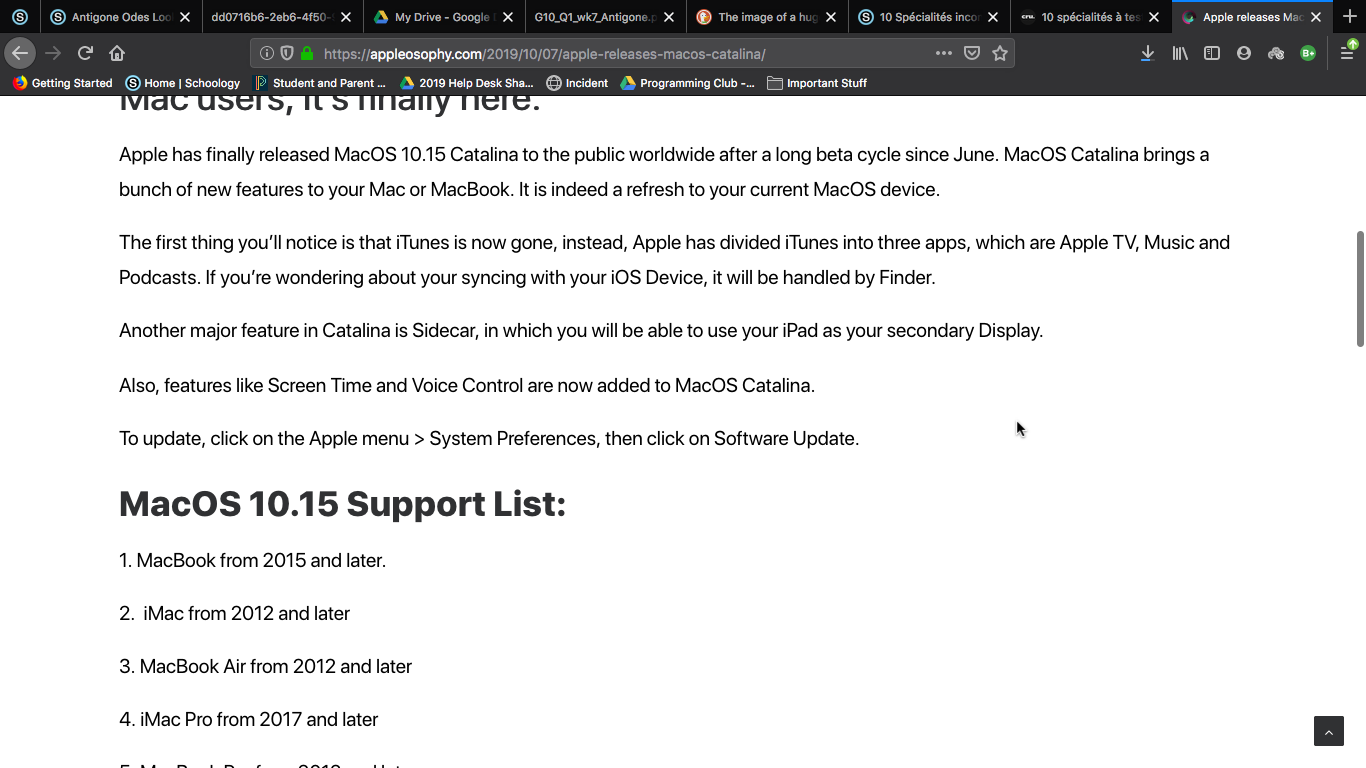 Antigone Odes Loo
dd0716b6-2eb6-4f50-
My Drive - Google
G10_Q1_wk7_Antigone.p
The image of a hug
10 Spécialités incor
10 spécialités à tes
Apple releases Mac
https://appleosophy.com/2019/10/07/apple-releases-macos-catalina/
Getting Started
Home | Schoology
Student and Parent ...
2019 Help Desk Sha...
Incident
Programming Club -...
Important Stuff
Mac users, it's finally here.
Apple has finally released MacOS 10.15 Catalina to the public worldwide after a long beta cycle since June. MacOS Catalina brings a
bunch of new features to your Mac or MacBook. It is indeed a refresh to your current MacOS device.
The first thing you’ll notice is that iTunes is now gone, instead, Apple has divided iTunes into three apps, which are Apple TV, Music and
Podcasts. If you’re wondering about your syncing with your iOS Device, it will be handled by Finder.
Another major feature in Catalina is Sidecar, in which you will be able to use your iPad as your secondary Display.
Also, features like Screen Time and Voice Control are now added to MacOS Catalina.
To update, click on the Apple menu > System Preferences, then click on Software Update.
MacOS 10.15 Support List:
1. MacBook from 2015 and later.
2. iMac from 2012 and later
3. MacBook Air from 2012 and later
4. iMac Pro from 2017 and later